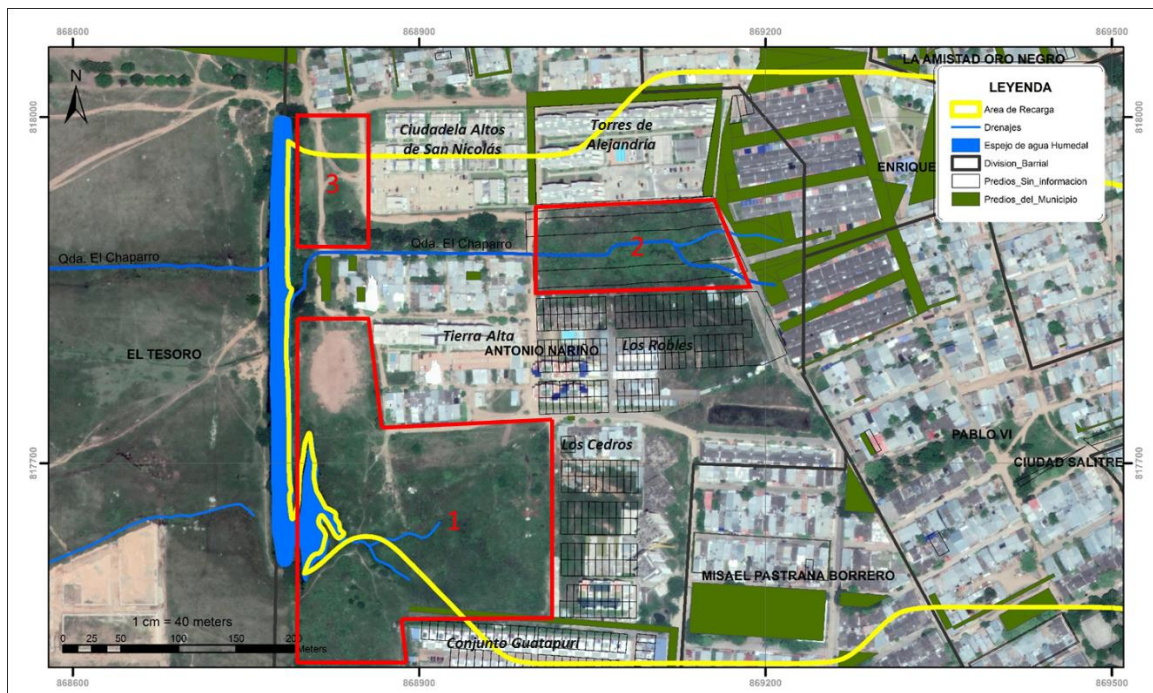 868600
868900
869200
869500
N
LA AMISTAD ORO NEGRO
LEYENDA
Area de Recarga
Drenajes
Espejo de agua Humedal
Division_Barrial
Predios_Sin_informacion
Predios_del_Municipio
818000
818000
Ciudadela Altos
de San Nicolás
Torres de
Alejandría
ENRIQUE
3
Qda. El Chaparro
Qda. El Chaparro
2
EL TESORO
Tierra Alta
ANTONIO NARIÑO
Los Robles
817700
817700
Los Cedros
PABLO VI
CIUDAD SALITRE
1
MISAEL PASTRANA BORRERO
1 cm = 40 meters
0 25 50 100 150 200
Meters
Conjunto Guatapuri
868600
868900
869200
869500